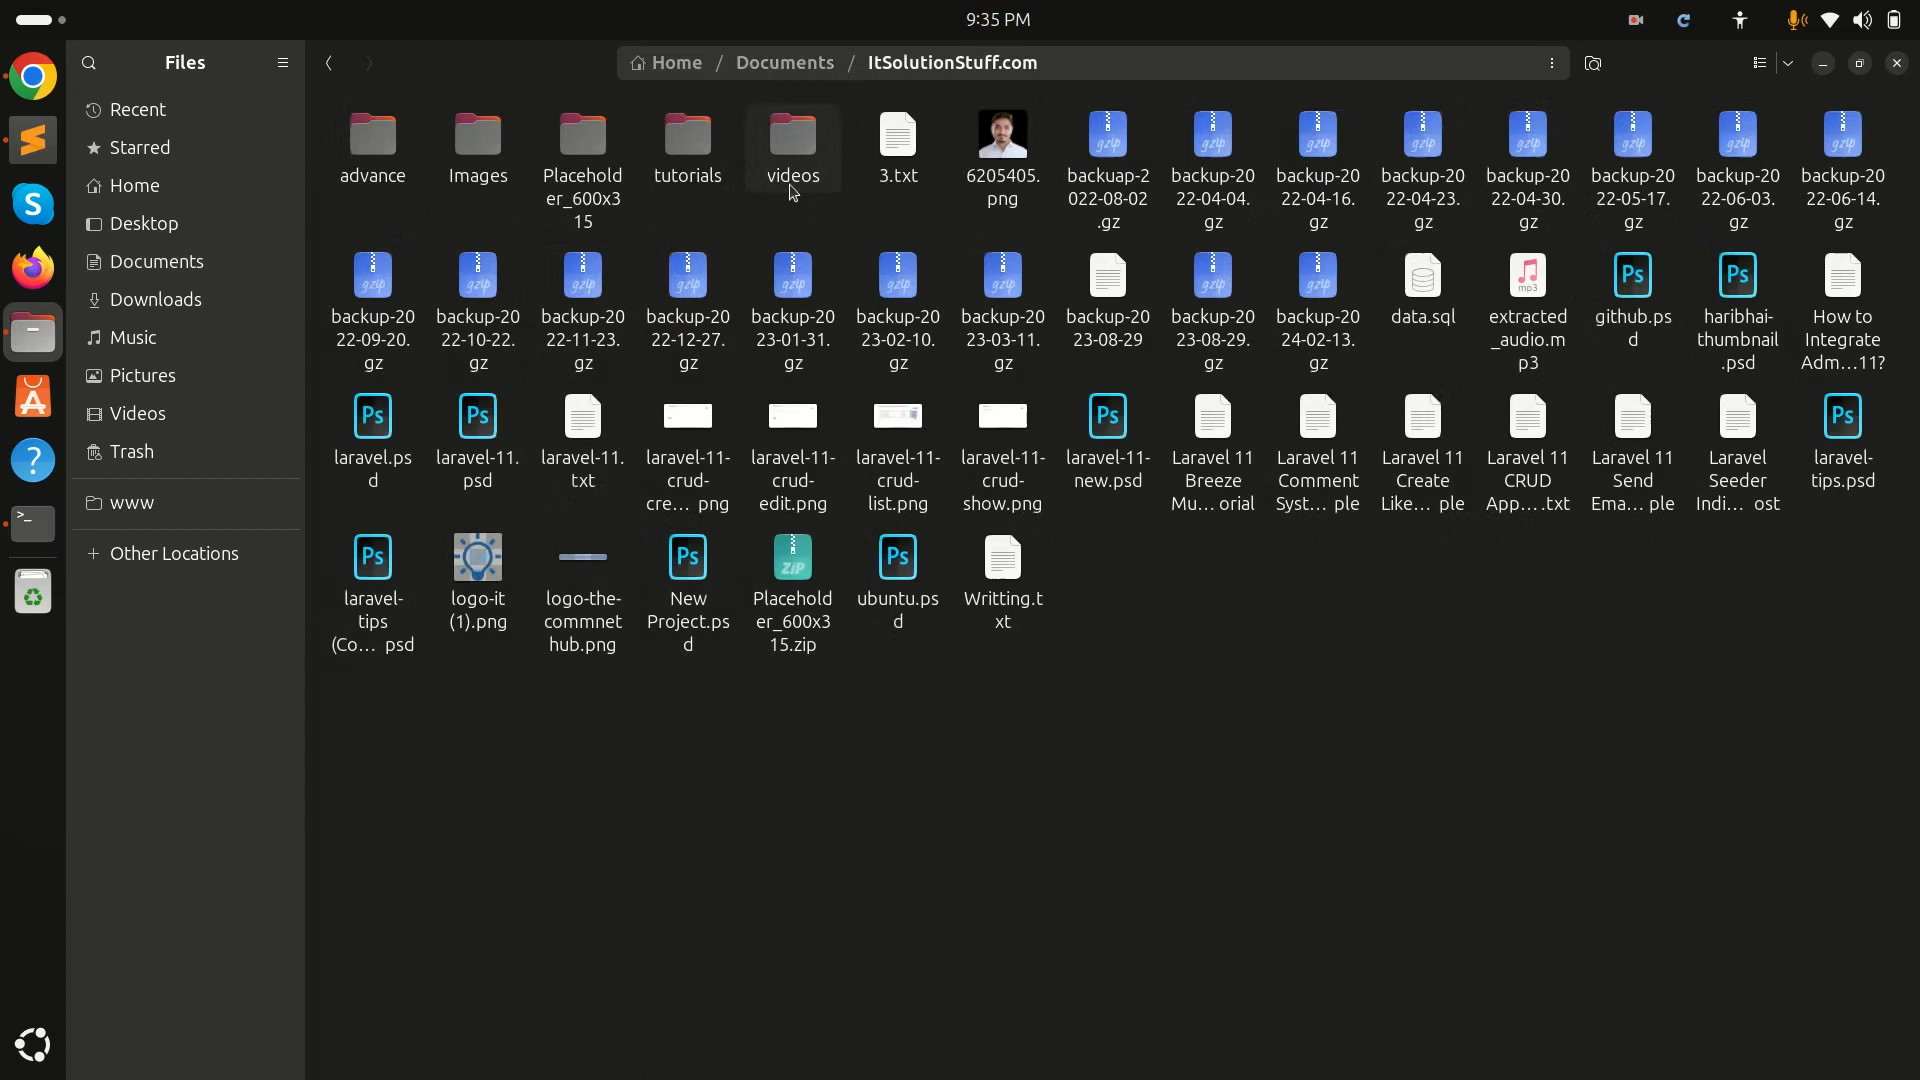 9:35 PM
Files
Home / Documents / ItSolutionStuff.com
Recent
Starred
Home
Desktop
Documents
Downloads
Music
Pictures
Videos
Trash
www
Other Locations
advance
Images
Placehold
er_600x3
15
tutorials
videos
3.txt
6205405.
png
backuap-2
022-08-02
.gz
backup-20
22-04-04.
gz
backup-20
22-04-16.
gz
backup-20
22-04-23.
gz
backup-20
22-04-30.
gz
backup-20
22-05-17.
gz
backup-20
22-06-03.
gz
backup-20
22-06-14.
gz
backup-20
22-09-20.
gz
backup-20
22-10-22.
gz
backup-20
22-11-23.
gz
backup-20
22-12-27.
gz
backup-20
23-01-31.
gz
backup-20
23-02-10.
gz
backup-20
23-03-11.
gz
backup-20
23-08-29
backup-20
23-08-29.
gz
backup-20
24-02-13.
gz
data.sql
extracted
_audio.m
p3
github.ps
d
haribhai-
thumbnail
.psd
How to
Integrate
Adm...11?
laravel.ps
d
laravel-11.
psd
laravel-11.
txt
laravel-11-
crud-
cre... png
laravel-11-
crud-
edit.png
laravel-11-
crud-
list.png
laravel-11-
crud-
show.png
laravel-11-
new.psd
Laravel 11
Breeze
Mu... orial
Laravel 11
Comment
Syst... ple
Laravel 11
Create
Like... ple
Laravel 11
CRUD
App... .txt
Laravel 11
Send
Ema... ple
Laravel
Seeder
Indi... ost
laravel-
tips.psd
laravel-
tips
(Co... psd
logo-it
(1).png
logo-the-
commnet
hub.png
New
Project.ps
d
Placehold
er_600x3
15.zip
ubuntu.ps
d
Writting.t
xt